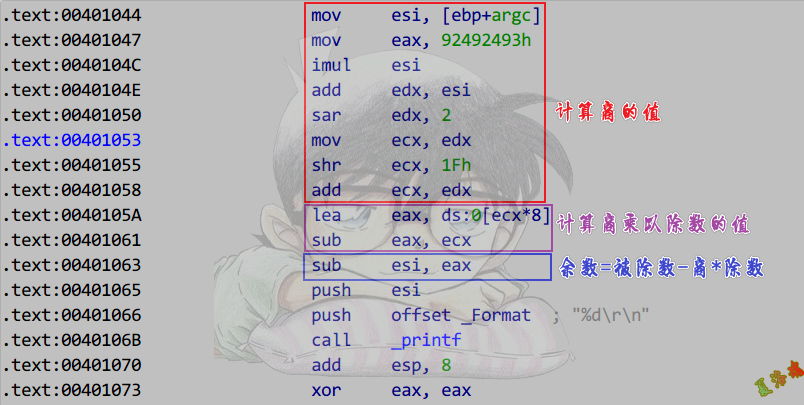 .text:00401044 mov esi, [ebp+argc]
.text:00401047 mov eax, 92492493h
.text:0040104C imul esi
.text:0040104E add edx, esi
.text:00401050 sar edx, 2
计算商的值
.text:00401053 mov ecx, edx
.text:00401055 shr ecx, 1Fh
.text:00401058 add ecx, edx
.text:0040105A lea eax, ds:0[ecx*8]
计算商乘以除数的值
.text:00401061 sub eax, ecx
.text:00401063 sub esi, eax
余数=被除数-商*除数
.text:00401065 push esi
.text:00401066 push offset _Format ; "%d\r\n"
.text:0040106B call _printf
.text:00401070 add esp, 8
.text:00401073 xor eax, eax